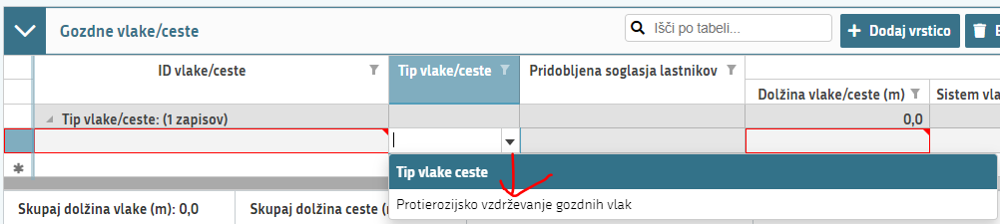 Gozdne vlake/ceste
Išči po tabeli...
Dodaj vrstico
ID vlake/ceste
Tip vlake/ceste
Pridobljena soglasja lastnikov
Dolžina vlake/ceste (m)
Sistem vla
Tip vlake/ceste: (1 zapisov)
0,0
Tip vlake ceste
Protierozijsko vzdrževanje gozdnih vlak
Skupaj dolžina vlake (m): 0,0
Skupaj dolžina ceste (m):